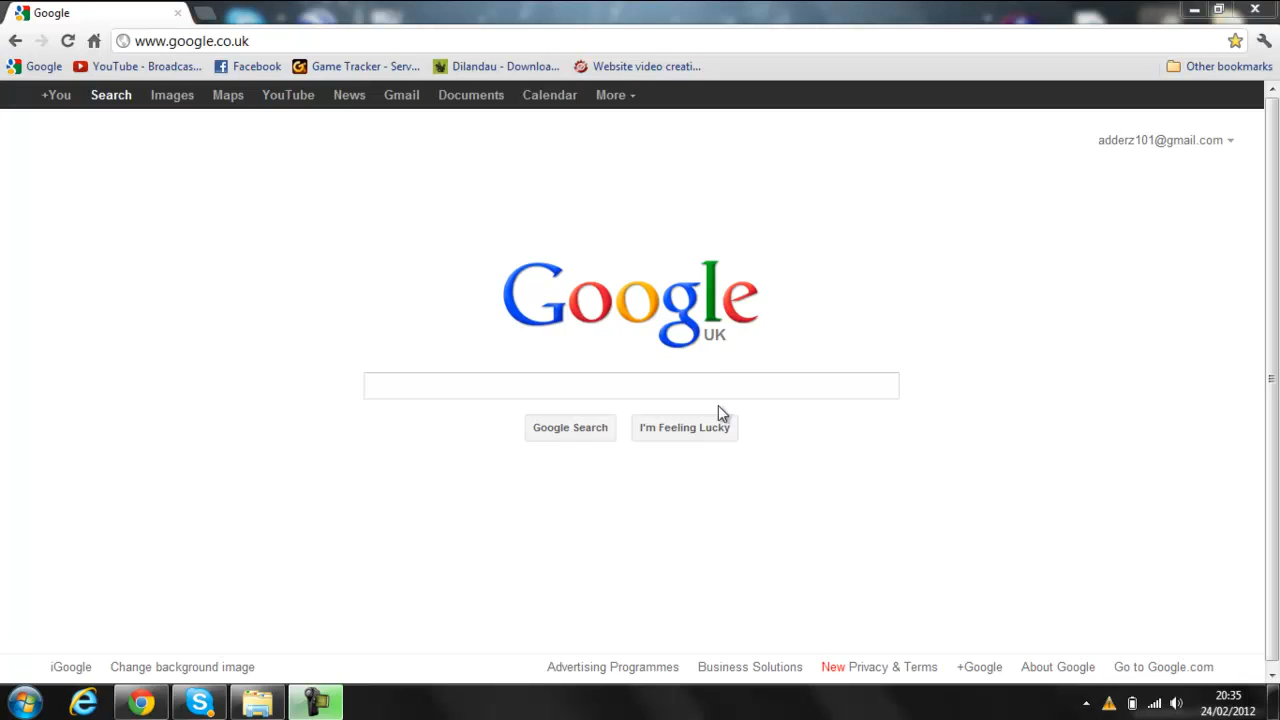 Google
www.google.co.uk
Google YouTube - Broadcas... Facebook Game Tracker - Serv... Dilandau - Downloa... Website video creati... Other bookmarks
+You Search Images Maps YouTube News Gmail Documents Calendar More
adderz101@gmail.com
Google
UK
Google Search I'm Feeling Lucky
iGoogle Change background image Advertising Programmes Business Solutions New Privacy & Terms +Google About Google Go to Google.com
20:35
24/02/2012